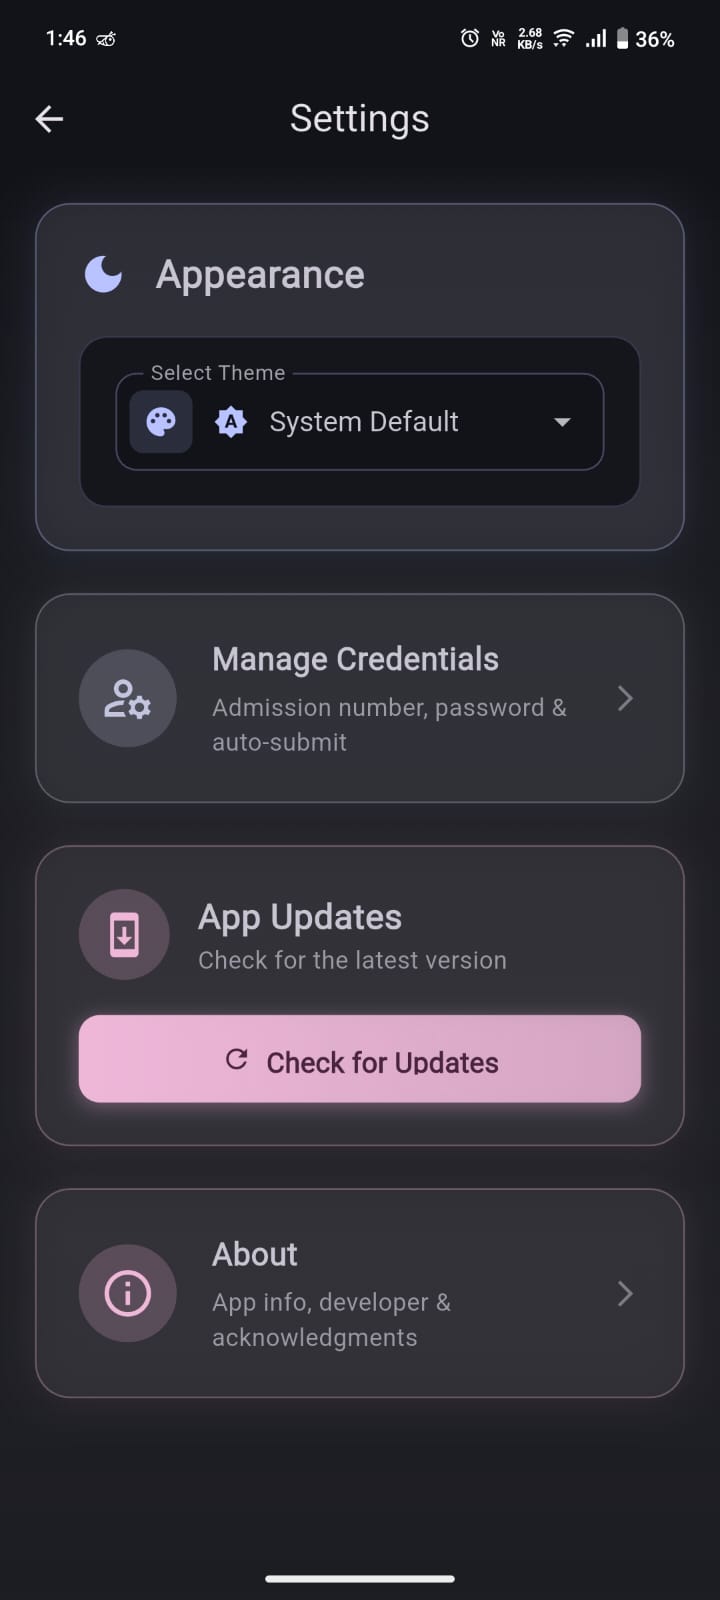 1:46
Vo NR
2.68 KB/s
36%
Settings
Appearance
Select Theme
A System Default
Manage Credentials
Admission number, password &
auto-submit
App Updates
Check for the latest version
Check for Updates
About
App info, developer &
acknowledgments